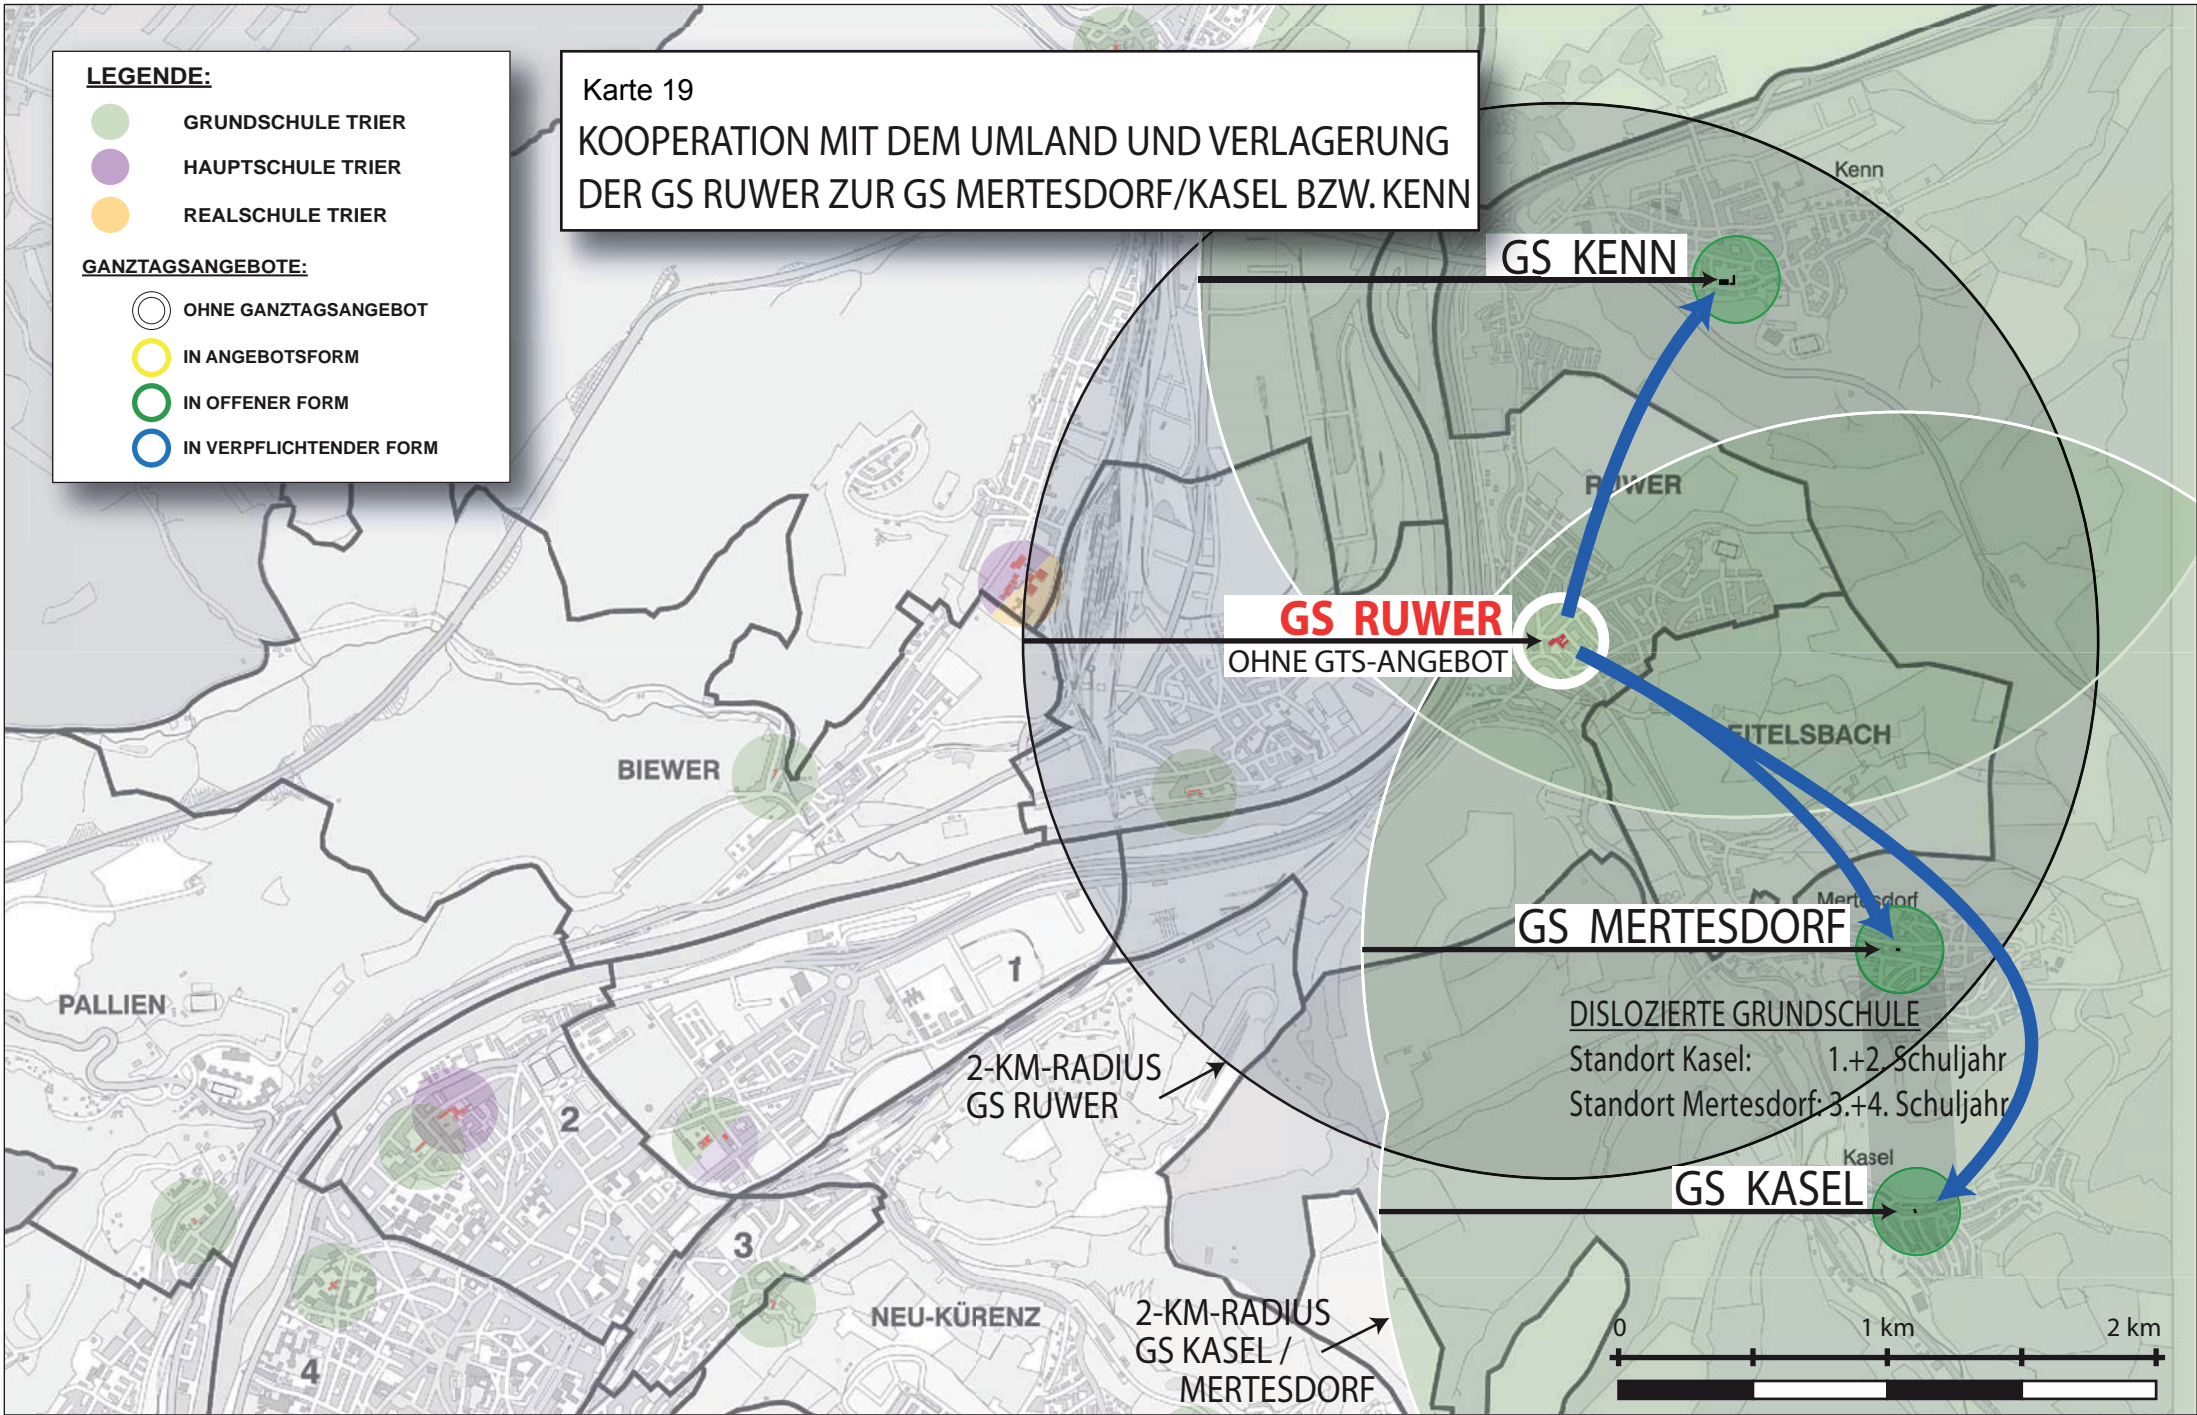 LEGENDE:
GRUNDSCHULE TRIER
HAUPTSCHULE TRIER
REALSCHULE TRIER
GANZTAGSANGEBOTE:
OHNE GANZTAGSANGEBOT
IN ANGEBOTSFORM
IN OFFENER FORM
IN VERPFLICHTENDER FORM
Karte 19
KOOPERATION MIT DEM UMLAND UND VERLAGERUNG
DER GS RUWER ZUR GS MERTESDORF/KASEL BZW. KENN
Kenn
GS KENN
RUWER
GS RUWER
OHNE GTS-ANGEBOT
EITELSBACH
BIEWER
Mertesdorf
GS MERTESDORF
1
PALLIEN
DISLOZIERTE GRUNDSCHULE
Standort Kasel: 1.+2. Schuljahr
Standort Mertesdorf: 3.+4. Schuljahr
2-KM-RADIUS
GS RUWER
2
Kasel
GS KASEL
3
NEU-KÜRENZ
2-KM-RADIUS
GS KASEL /
MERTESDORF
4
0 1 km 2 km